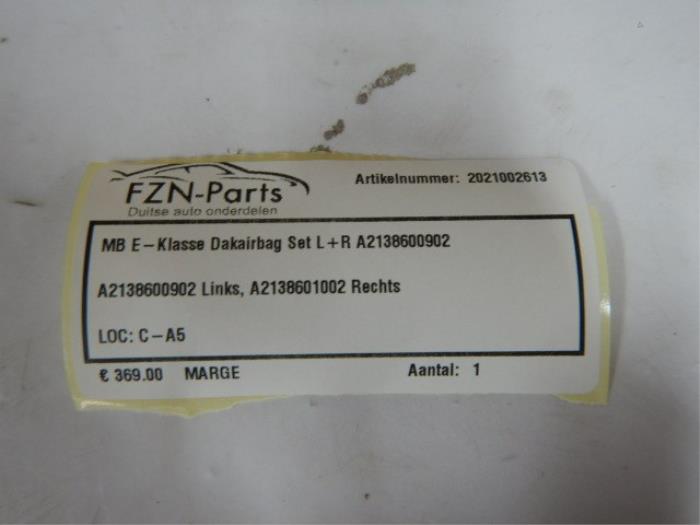 FZN-Parts
Duitse auto onderdelen
Artikelnummer: 2021002613
MB E-Klasse Dakairbag Set L+R A2138600902
A2138600902 Links, A2138601002 Rechts
LOC: C-A5
€ 369.00 MARGE Aantal: 1